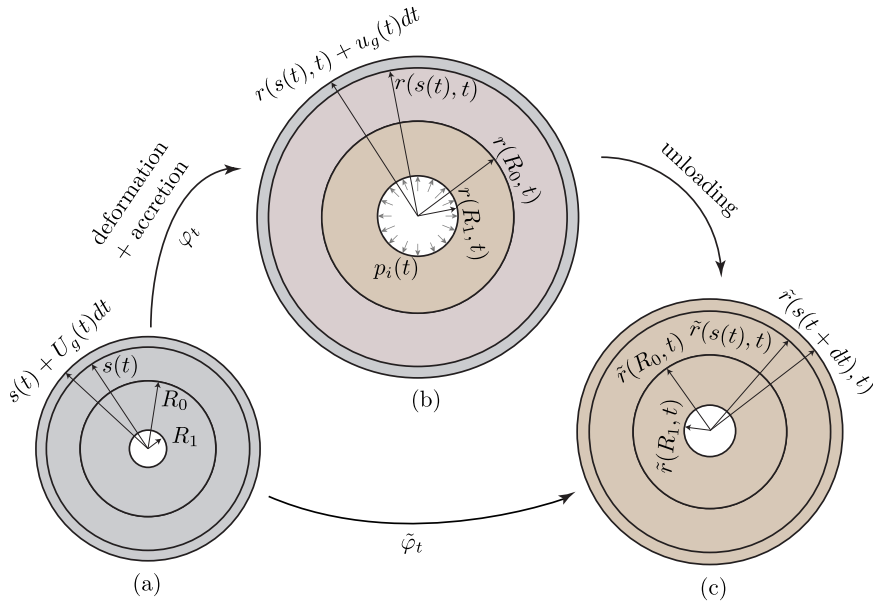 r(s(t), t) + u_g(t)dt
r(s(t), t)
r(R_0, t)
r(R_1, t)
p_i(t)
(b)
deformation
+ accretion
φ_t
unloading
s(t) + U_g(t)dt
s(t)
R_0
R_1
(a)
r̃(s(t + dt), t)
r̃(s(t), t)
r̃(R_0, t)
r̃(R_1, t)
(c)
φ̃_t